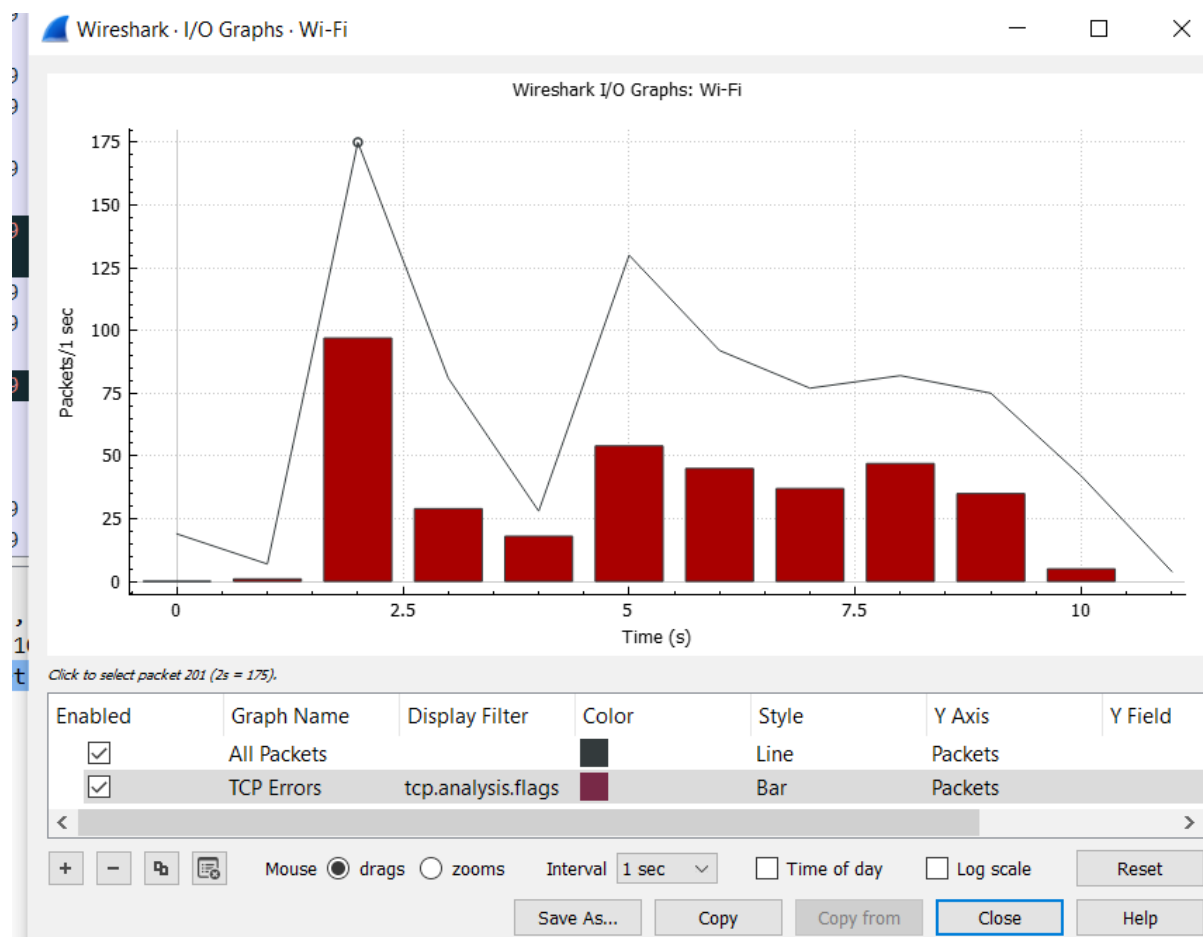 Wireshark · I/O Graphs · Wi-Fi
Wireshark I/O Graphs: Wi-Fi
175
150
125
100
75
50
25
0
Packets/1 sec
0 2.5 5 7.5 10
Time (s)
Click to select packet 201 (2s = 175).
Enabled Graph Name Display Filter Color Style Y Axis Y Field
All Packets Line Packets
TCP Errors tcp.analysis.flags Bar Packets
+ − Mouse drags zooms Interval 1 sec Time of day Log scale Reset
Save As... Copy Copy from Close Help